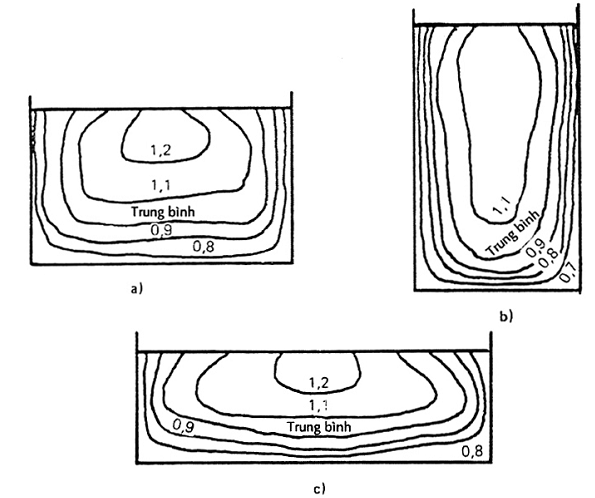 1,2
1,1
Trung bình
0,9
0,8
a)
1,1
Trung bình
0,9
0,8
0,7
b)
1,2
1,1
Trung bình
0,9
0,8
c)